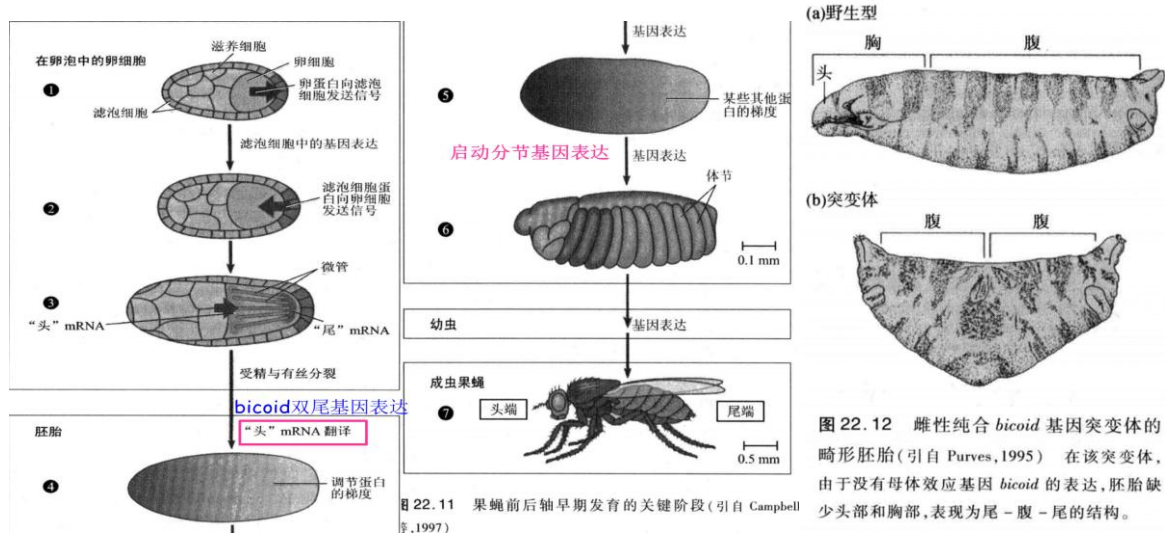 在卵泡中的卵细胞
❶
滋养细胞
卵细胞
卵蛋白向滤泡
细胞发送信号
滤泡细胞
滤泡细胞中的基因表达
❷
滤泡细胞蛋
白向卵细胞
发送信号
微管
❸
“头”mRNA
“尾”mRNA
受精与有丝分裂
bicoid双尾基因表达
“头”mRNA 翻译
胚胎
❹
调节蛋白
的梯度
基因表达
❺
某些其他蛋
白的梯度
启动分节基因表达
基因表达
体节
❻
0.1 mm
幼虫
基因表达
成虫果蝇
❼
头端
尾端
0.5 mm
图 22.11 果蝇前后轴早期发育的关键阶段(引自 Campbell
等,1997)
(a)野生型
胸
腹
头
(b)突变体
腹
腹
图 22.12 雌性纯合 bicoid 基因突变体的
畸形胚胎(引自 Purves,1995) 在该突变体,
由于没有母体效应基因 bicoid 的表达,胚胎缺
少头部和胸部,表现为尾－腹－尾的结构。